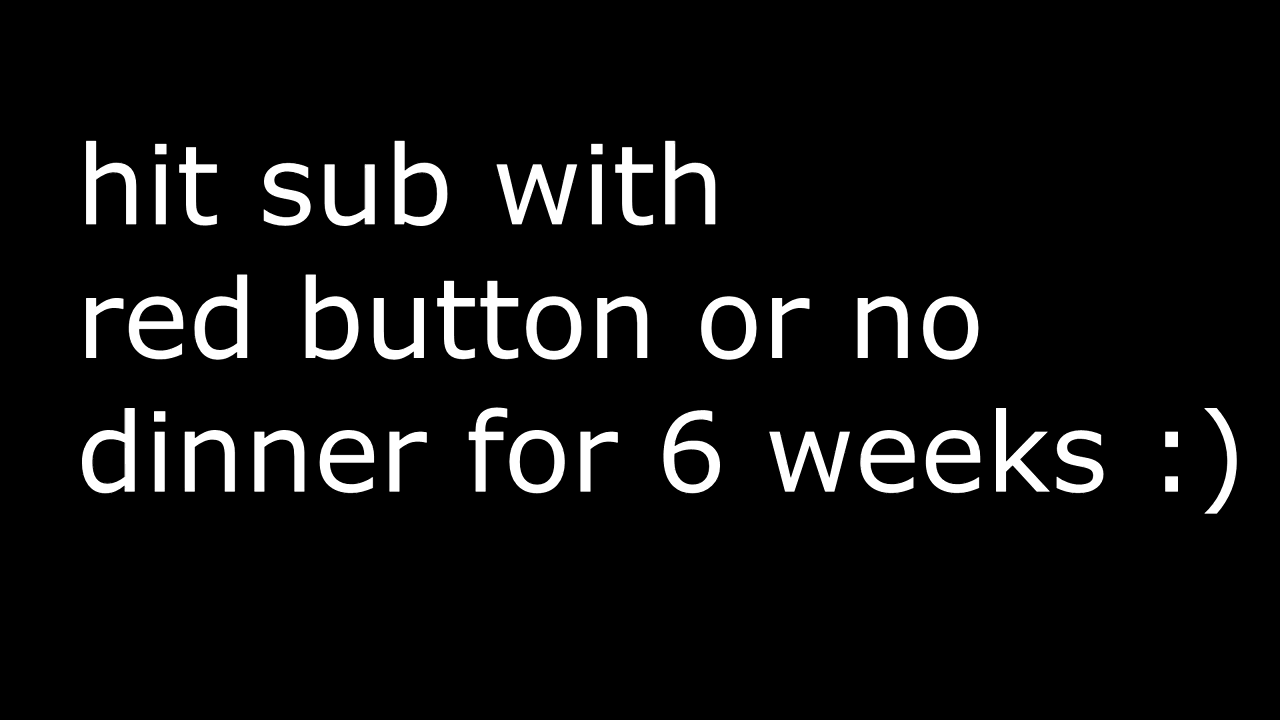 hit sub with
red button or no
dinner for 6 weeks :)